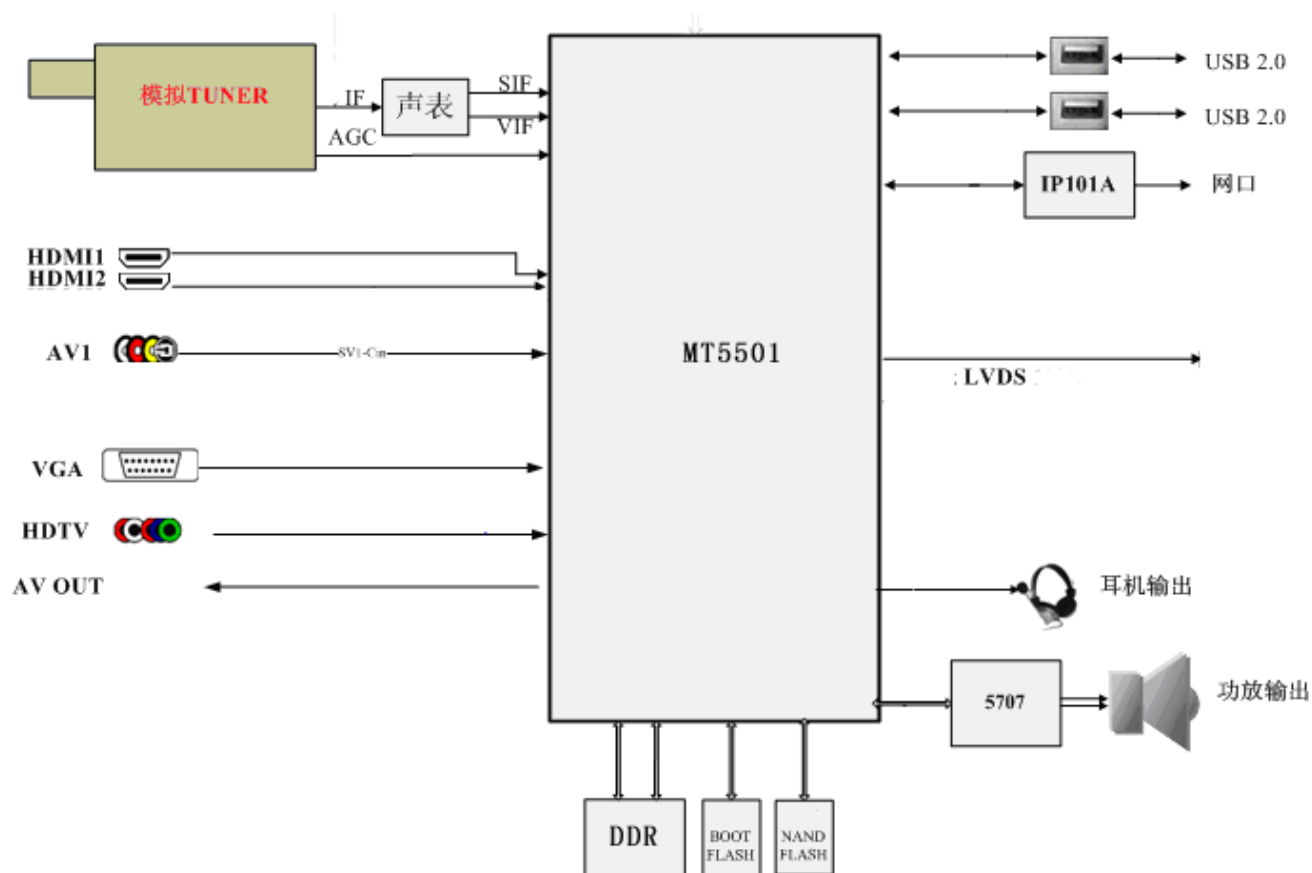 模拟TUNER
IF
AGC
声表
SIF
VIF
HDMI1
HDMI2
AV1
SV1-Cin
VGA
HDTV
AV OUT
MT5501
USB 2.0
USB 2.0
IP101A
网口
LVDS
耳机输出
5707
功放输出
DDR
BOOT
FLASH
NAND
FLASH